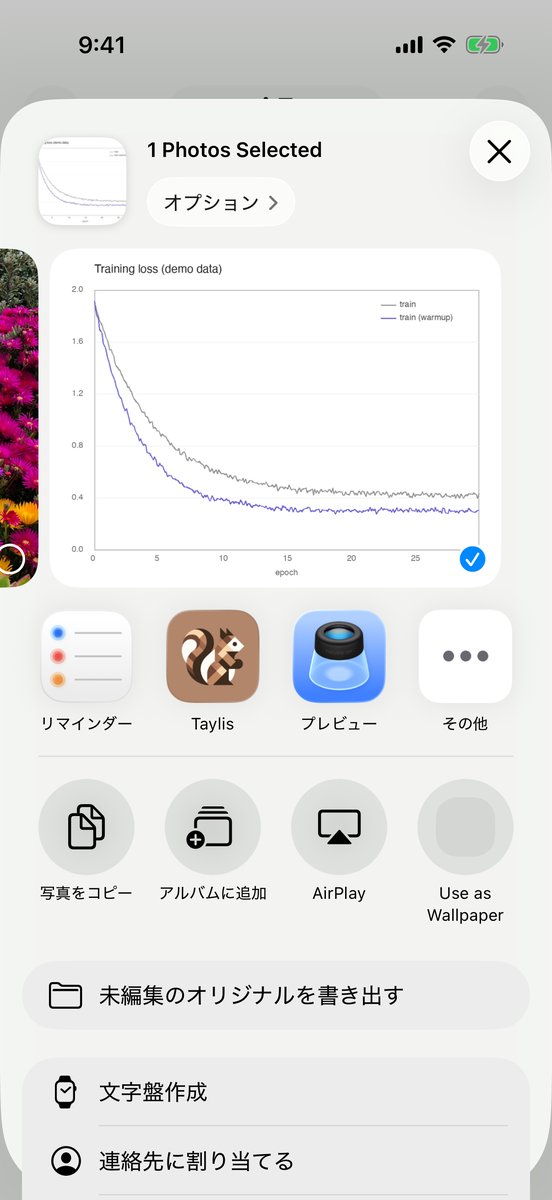 9:41
1 Photos Selected
オプション
Training loss (demo data)
2.0
1.6
1.2
0.8
0.4
0.0
train
train (warmup)
0 5 10 15 20 25
epoch
リマインダー Taylis プレビュー その他
写真をコピー アルバムに追加 AirPlay Use as
Wallpaper
未編集のオリジナルを書き出す
文字盤作成
連絡先に割り当てる